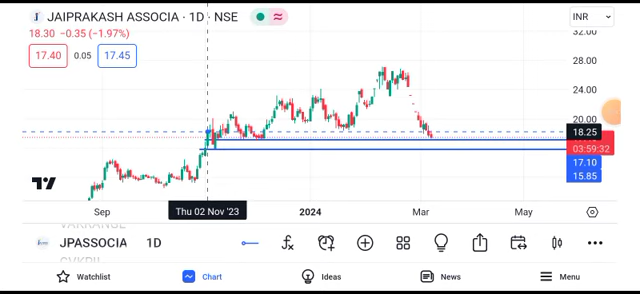 JAIPRAKASH ASSOCIA · 1D · NSE
INR
18.30 −0.35 (−1.97%)
17.40 0.05 17.45
32.00
28.00
24.00
18.25
03:59:32
17.10
15.85
Sep Thu 02 Nov '23 2024 Mar May
JPASSOCIA 1D
Watchlist Chart Ideas News Menu